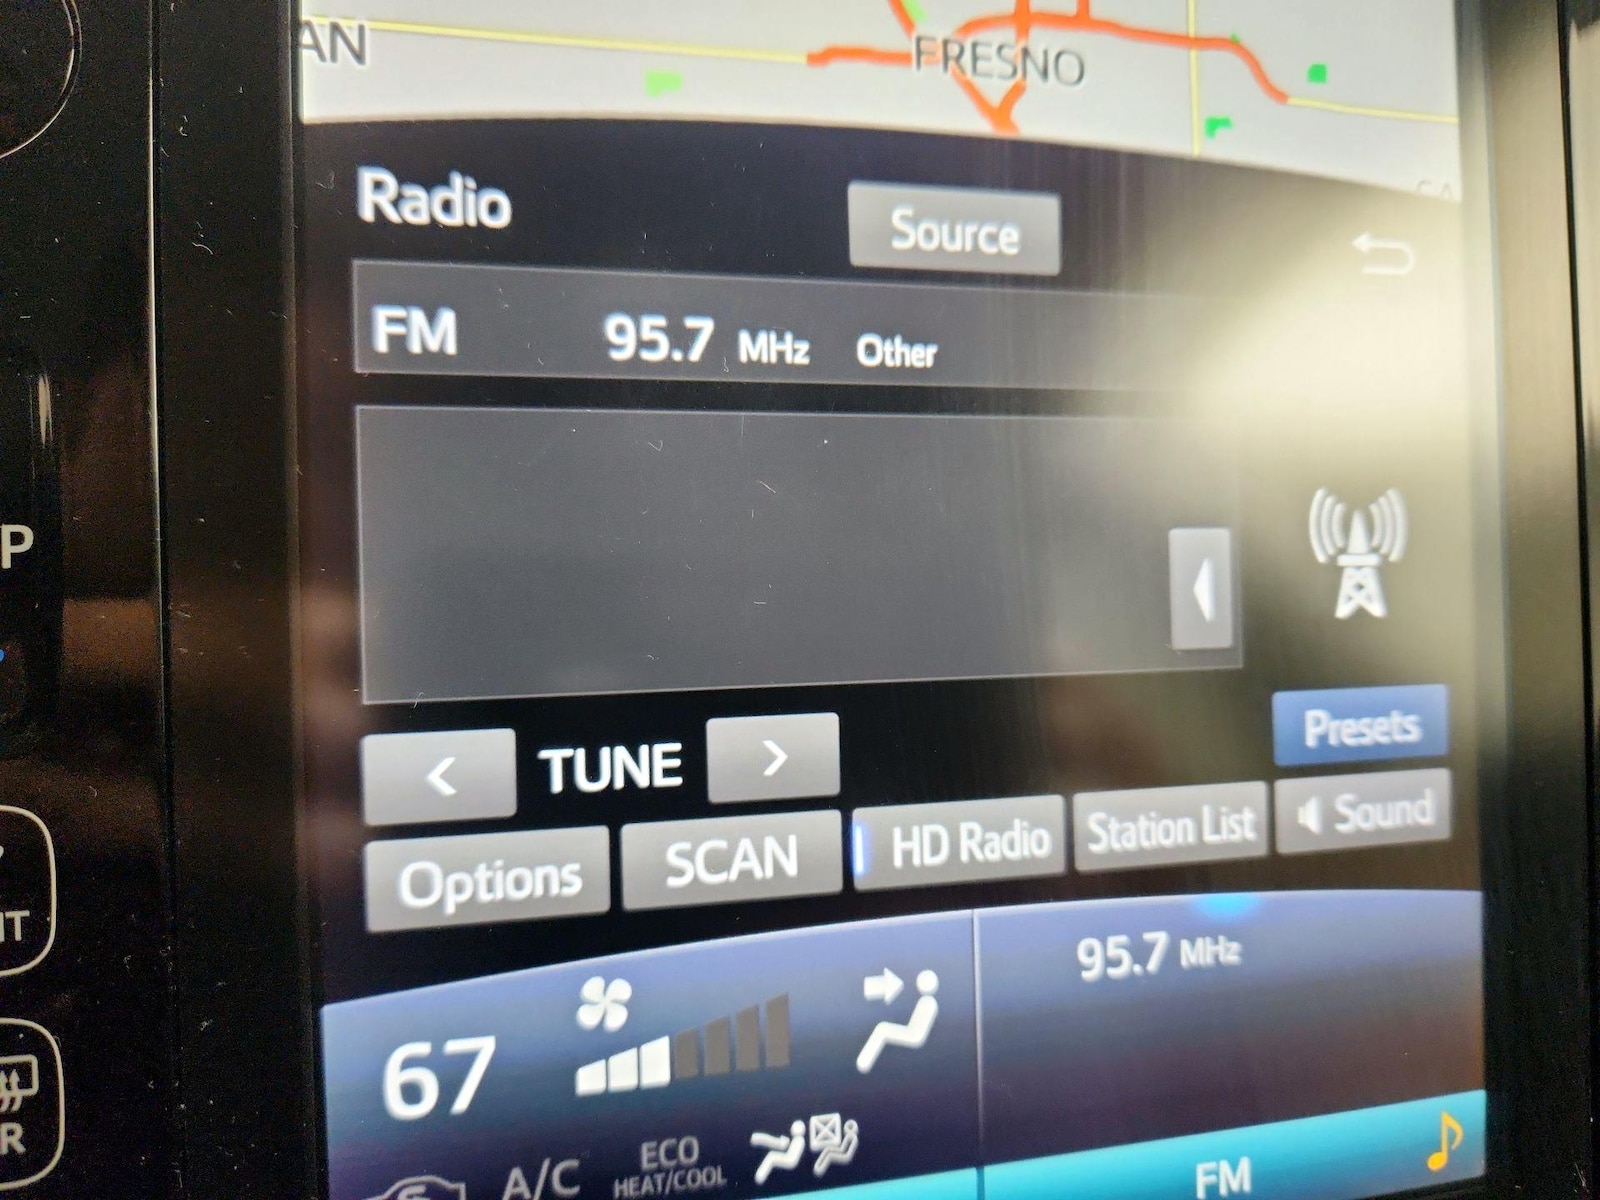 AN
FRESNO
Radio
Source
FM 95.7 MHz Other
P
< TUNE >
Presets
Options SCAN HD Radio Station List Sound
95.7 MHz
67
A/C ECO
HEAT/COOL
R
FM